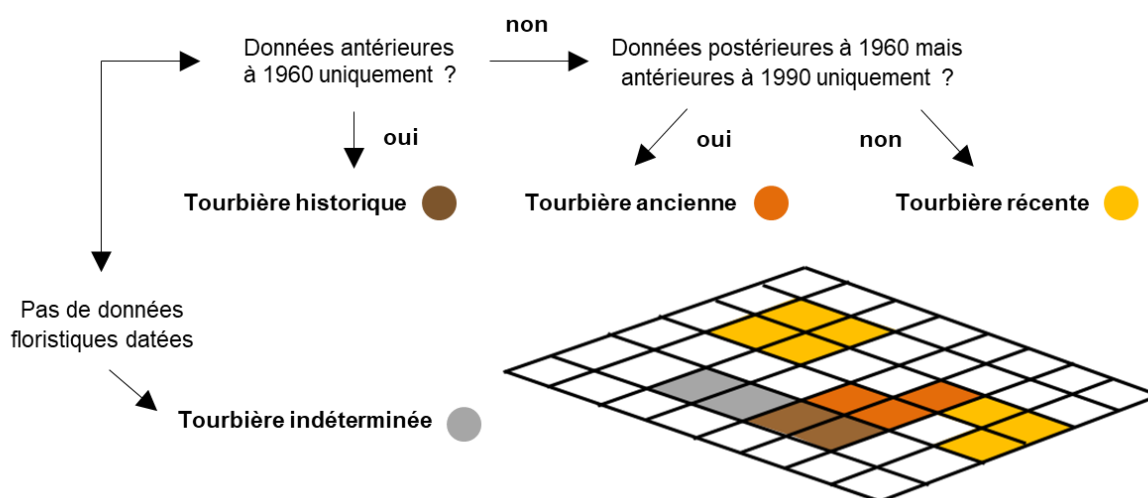 Données antérieures
à 1960 uniquement ?
non
Données postérieures à 1960 mais
antérieures à 1990 uniquement ?
oui
oui
non
Tourbière historique
Tourbière ancienne
Tourbière récente
Pas de données
floristiques datées
Tourbière indéterminée